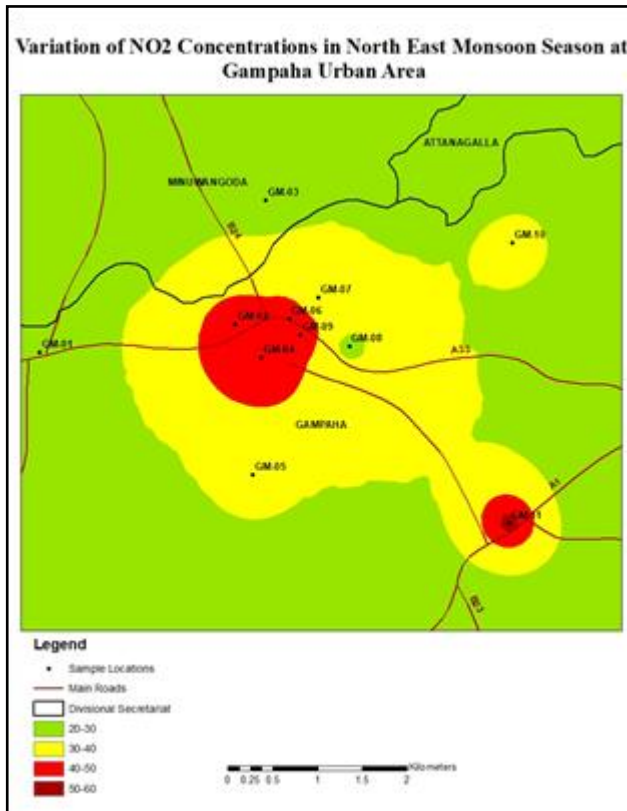 Variation of NO2 Concentrations in North East Monsoon Season at
Gampaha Urban Area
ATTANAGALLA
MINUWANGODA
GM-03
B24
GM-10
GM-07
GM-06
GM-09
GM-08
GM-01
GM-04
A33
GAMPAHA
GM-05
A1
B23
Legend
Sample Locations
Main Roads
Divisional Secretariat
20-30
30-40
40-50
50-60
Kilometers
0 0.25 0.5 1 1.5 2